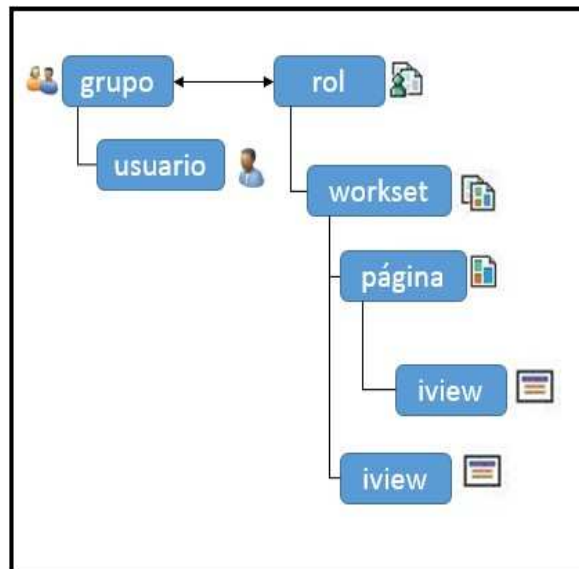 grupo
rol
usuario
workset
página
iview
iview